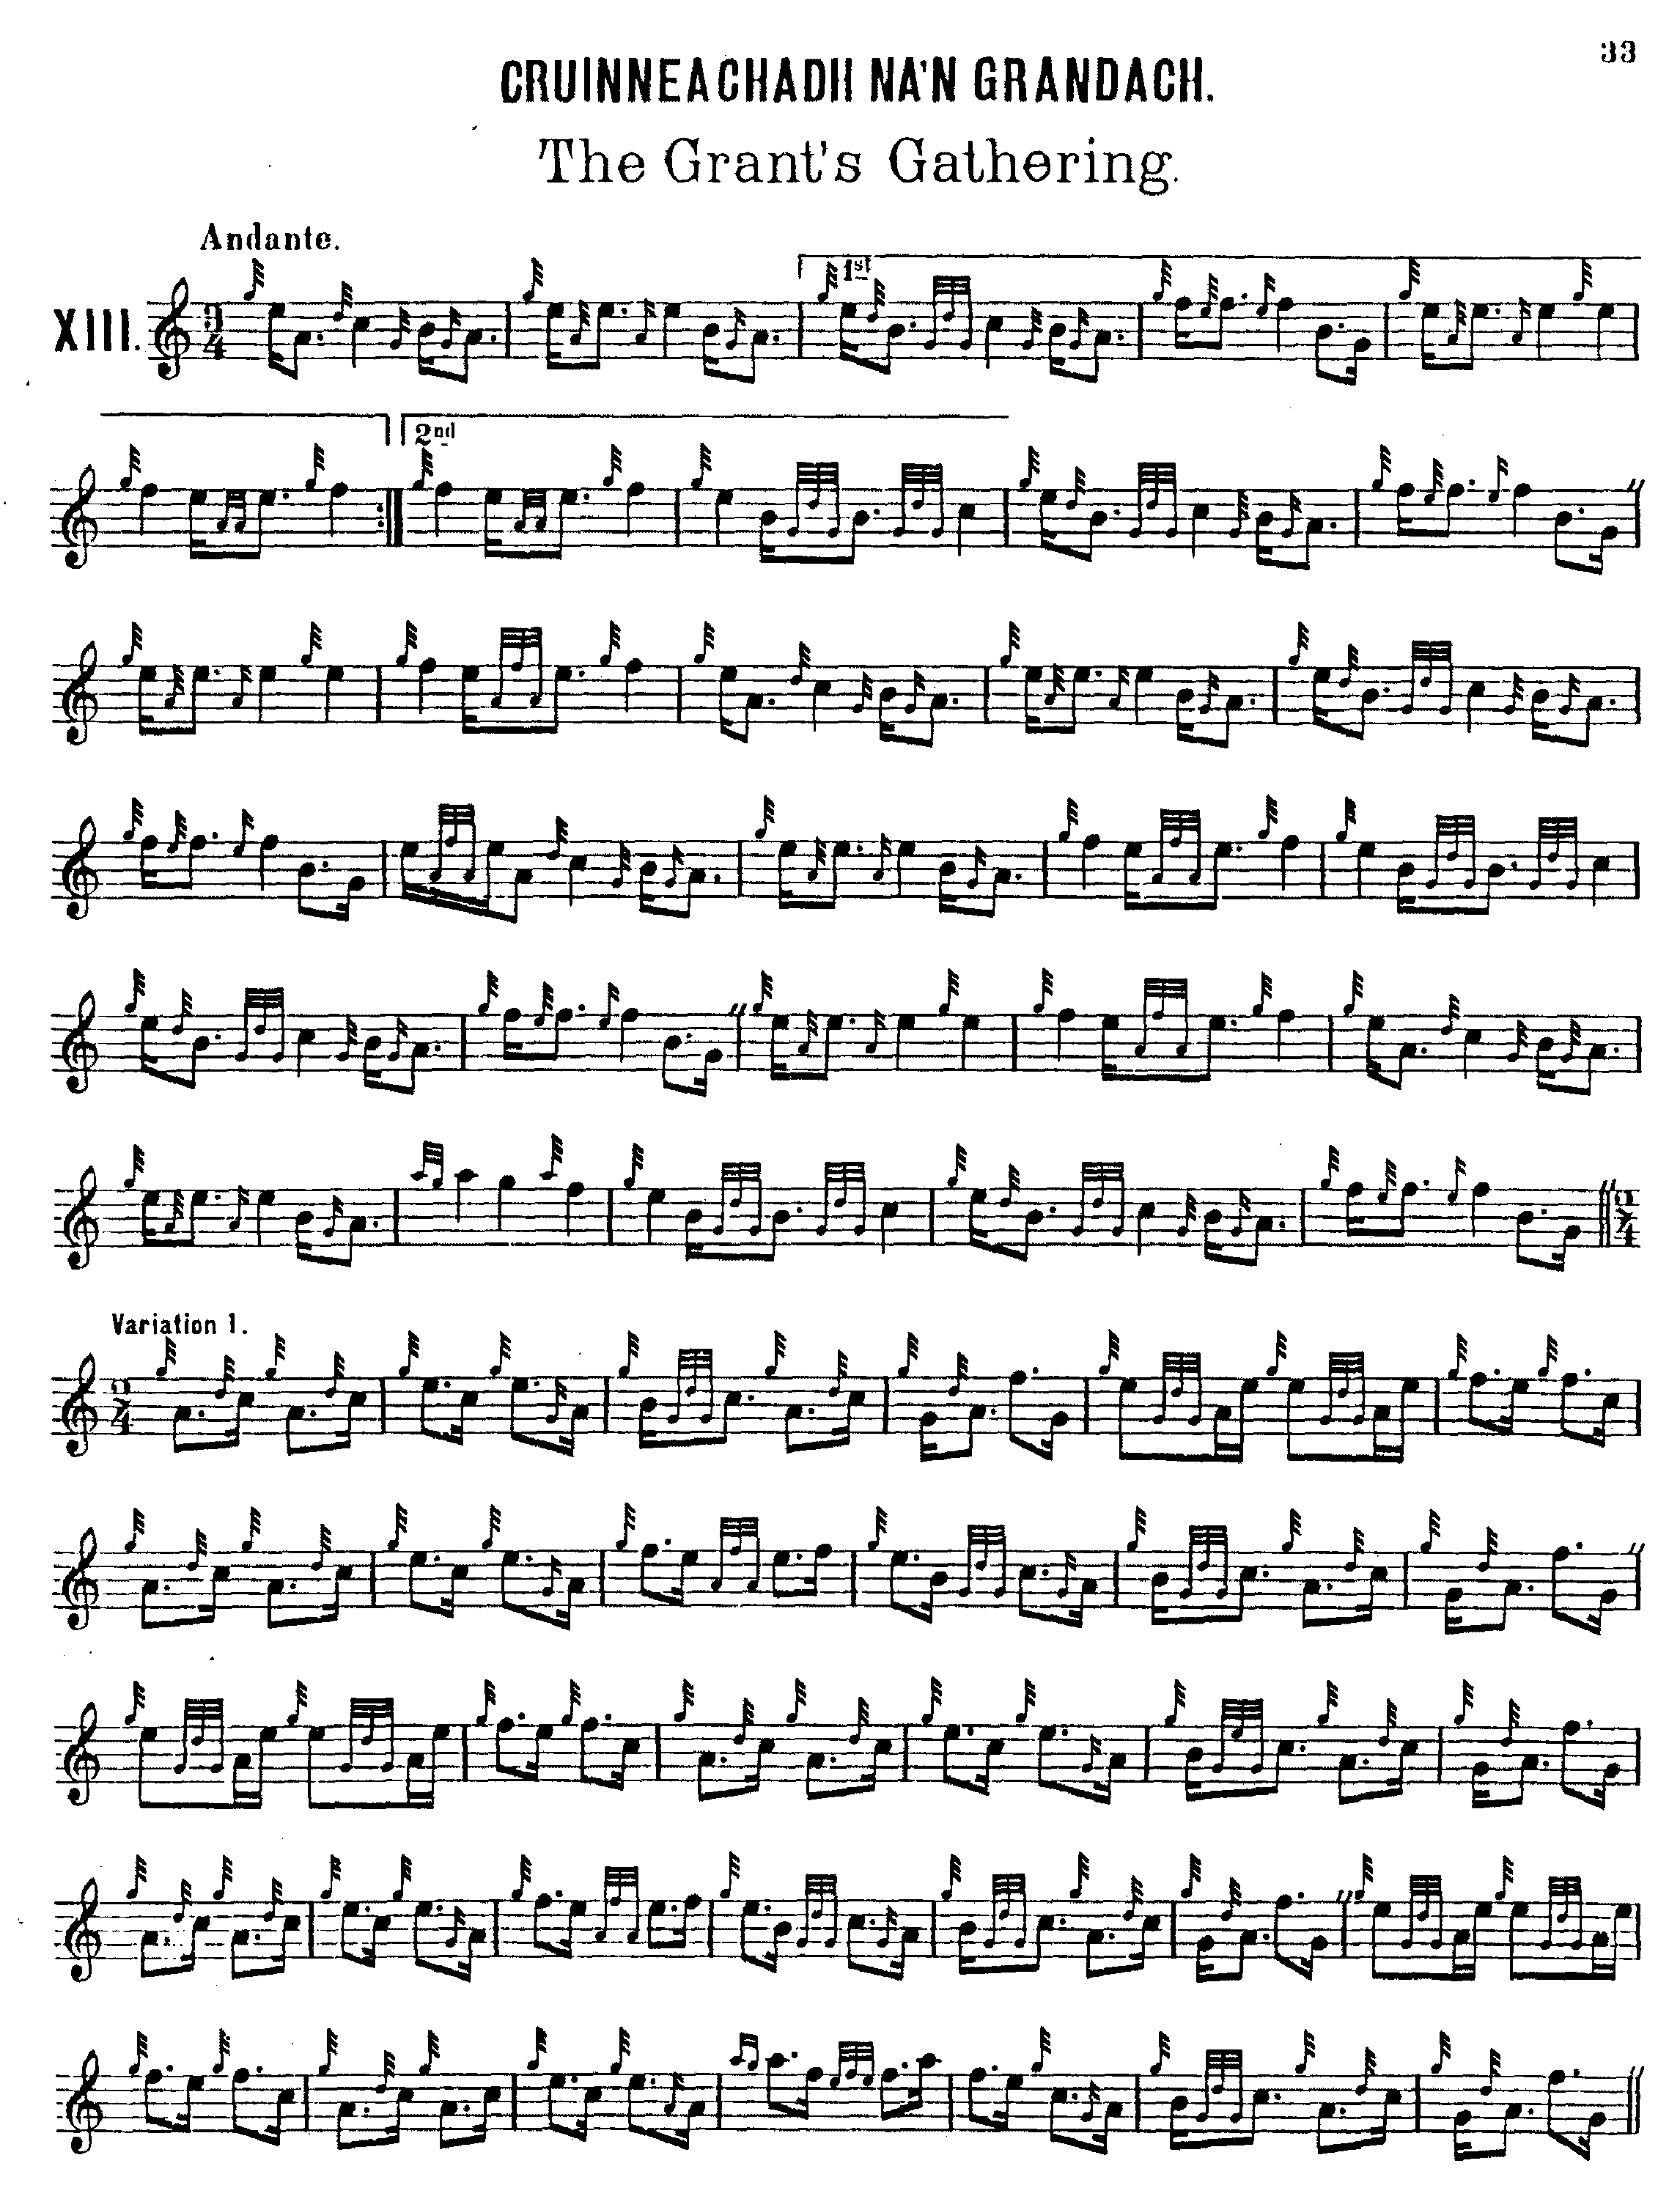 33
CRUINNEACHADH NA'N GRANDACH.
The Grant's Gathering.
Andante.
XIII.
1st
2nd
Variation 1.